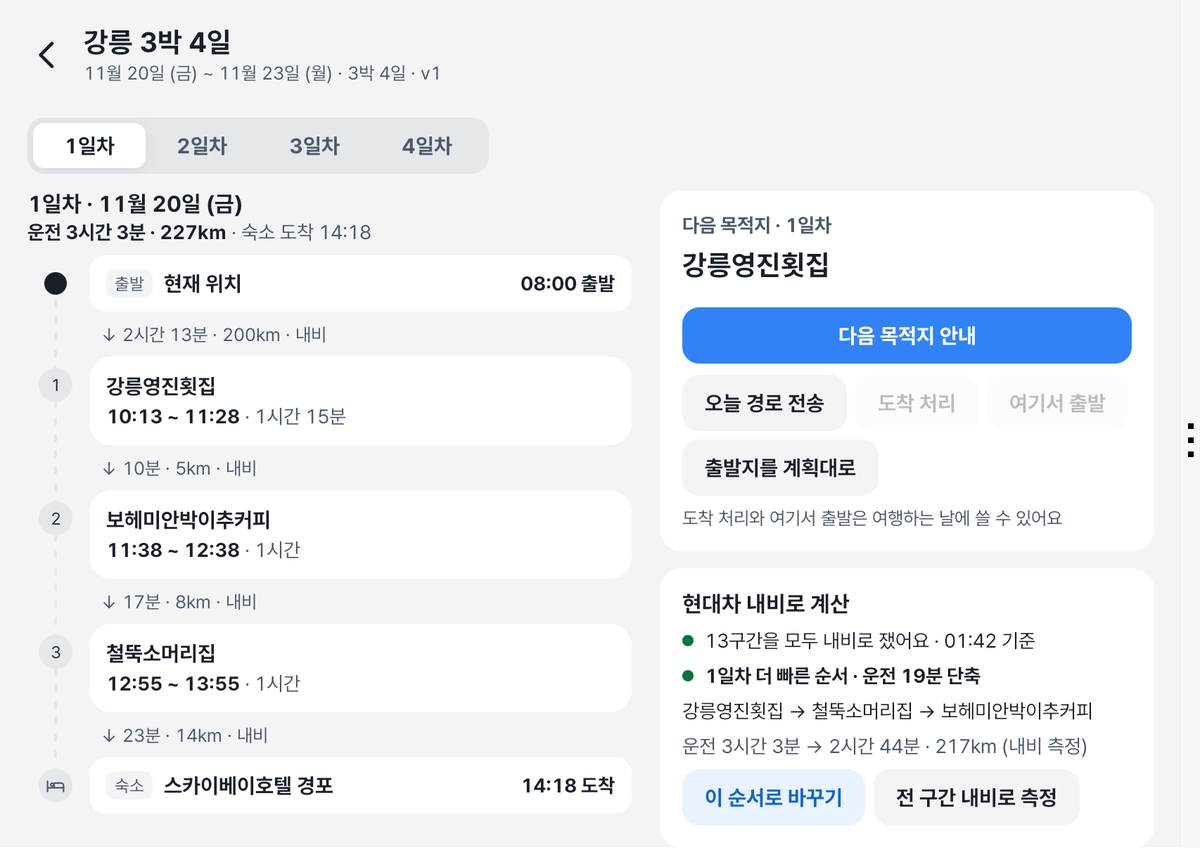 강릉 3박 4일
11월 20일 (금) ~ 11월 23일 (월) · 3박 4일 · v1
1일차 2일차 3일차 4일차
1일차 · 11월 20일 (금)
운전 3시간 3분 · 227km · 숙소 도착 14:18
출발 현재 위치 08:00 출발
↓ 2시간 13분 · 200km · 내비
1 강릉영진횟집
10:13 ~ 11:28 · 1시간 15분
↓ 10분 · 5km · 내비
2 보헤미안박이추커피
11:38 ~ 12:38 · 1시간
↓ 17분 · 8km · 내비
3 철뚝소머리집
12:55 ~ 13:55 · 1시간
↓ 23분 · 14km · 내비
숙소 스카이베이호텔 경포 14:18 도착
다음 목적지 · 1일차
강릉영진횟집
다음 목적지 안내
오늘 경로 전송 도착 처리 여기서 출발
출발지를 계획대로
도착 처리와 여기서 출발은 여행하는 날에 쓸 수 있어요
현대차 내비로 계산
13구간을 모두 내비로 쟀어요 · 01:42 기준
1일차 더 빠른 순서 · 운전 19분 단축
강릉영진횟집 → 철뚝소머리집 → 보헤미안박이추커피
운전 3시간 3분 → 2시간 44분 · 217km (내비 측정)
이 순서로 바꾸기 전 구간 내비로 측정